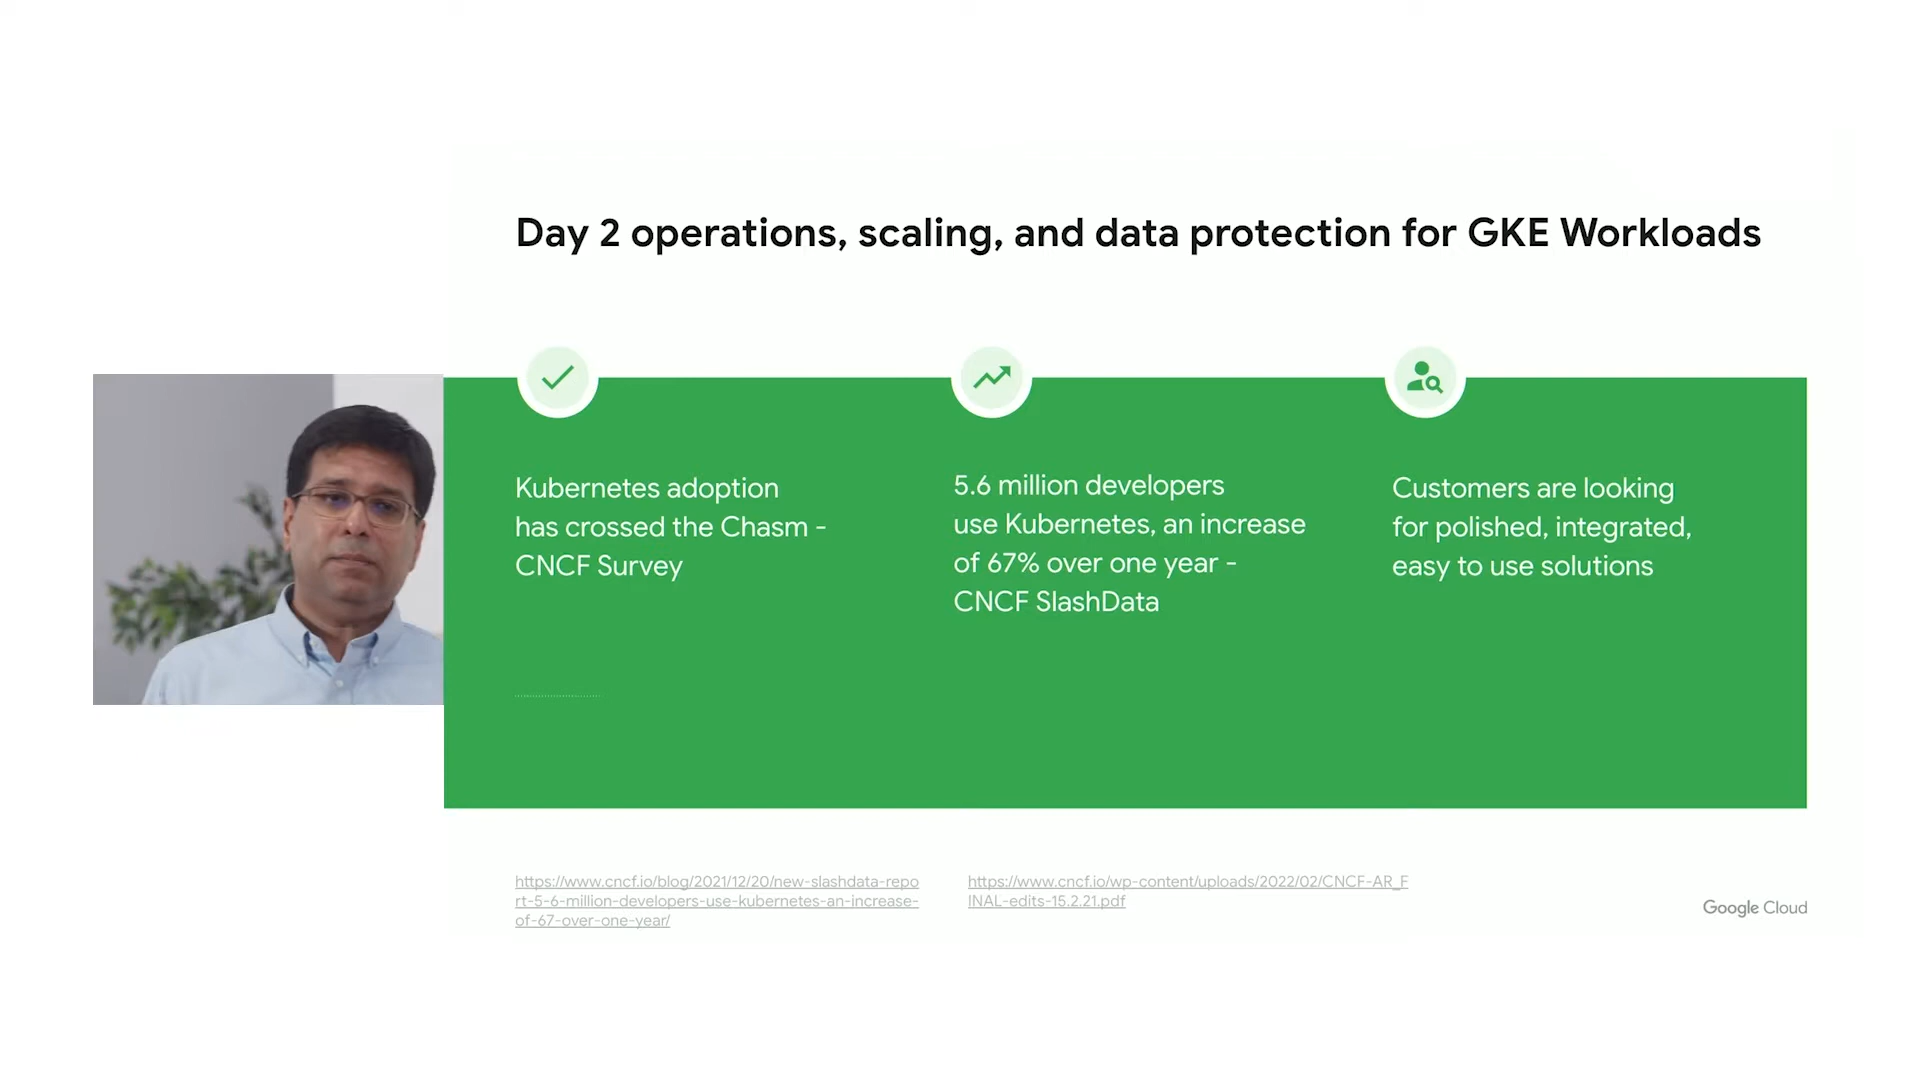 Day 2 operations, scaling, and data protection for GKE Workloads
Kubernetes adoption
has crossed the Chasm -
CNCF Survey
5.6 million developers
use Kubernetes, an increase
of 67% over one year -
CNCF SlashData
Customers are looking
for polished, integrated,
easy to use solutions
https://www.cncf.io/blog/2021/12/20/new-slashdata-repo
rt-5-6-million-developers-use-kubernetes-an-increase-
of-67-over-one-year/
https://www.cncf.io/wp-content/uploads/2022/02/CNCF-AR_F
INAL-edits-15.2.21.pdf
Google Cloud